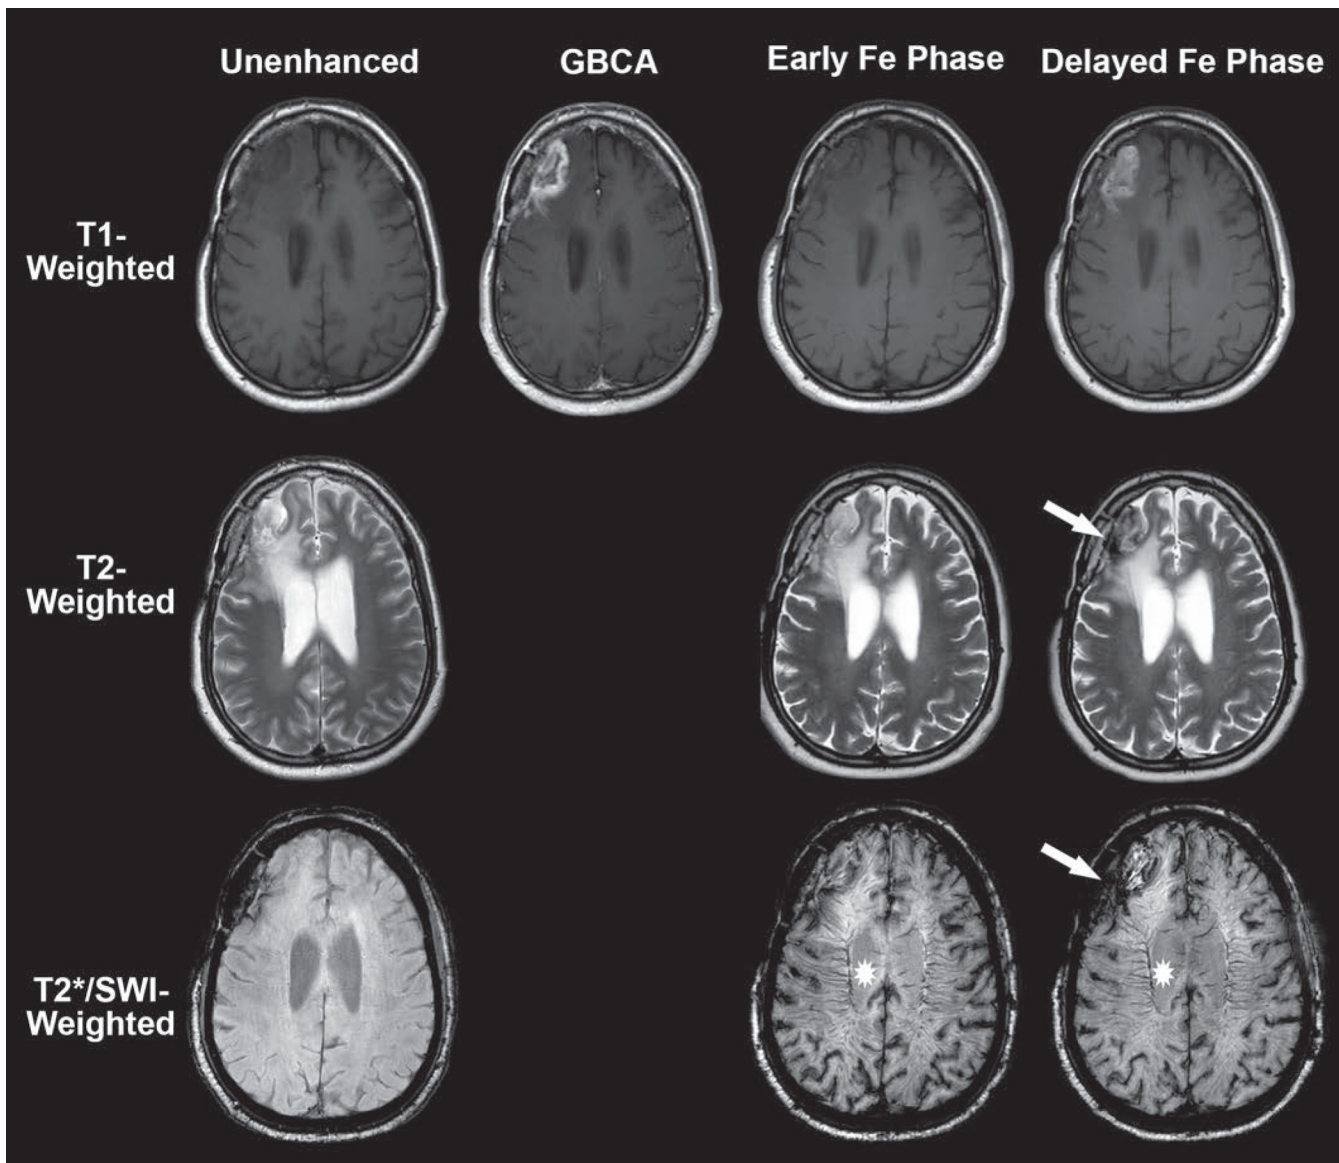 Unenhanced
GBCA
Early Fe Phase
Delayed Fe Phase
T1-
Weighted
T2-
Weighted
T2*/SWI-
Weighted